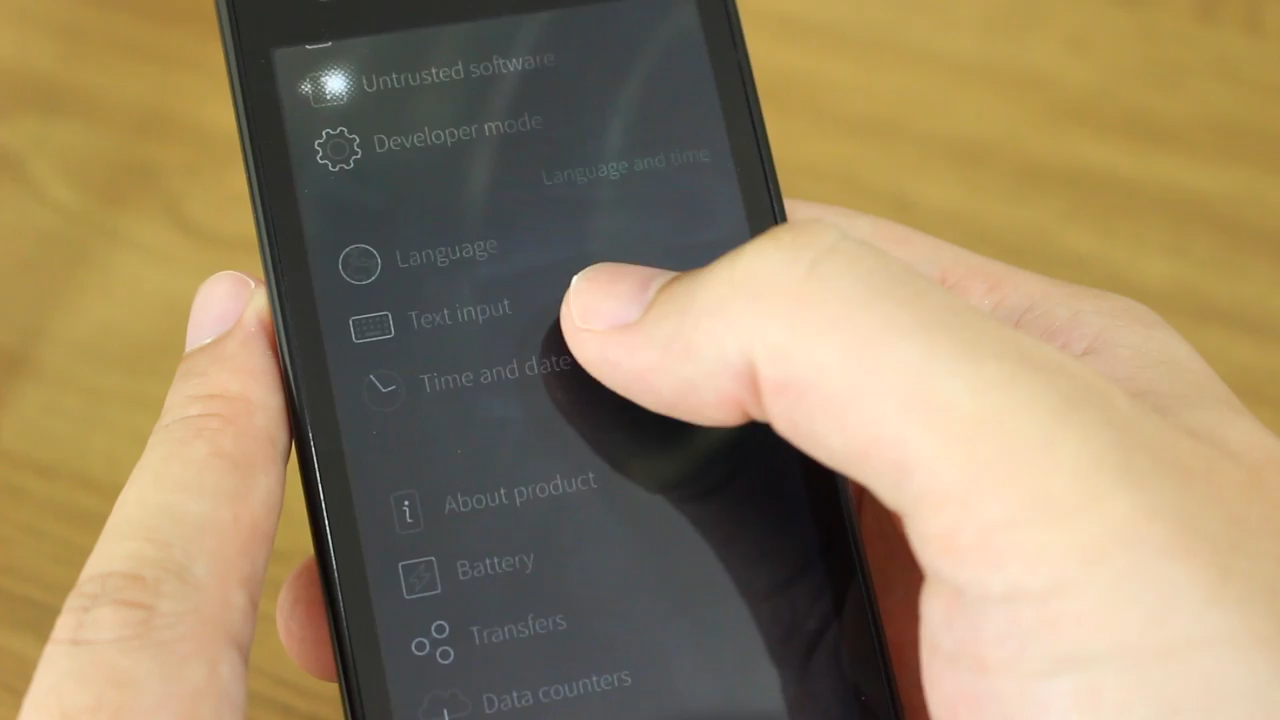 Untrusted software
Developer mode
Language and time
Language
Text input
Time and date
About product
Battery
Transfers
Data counters